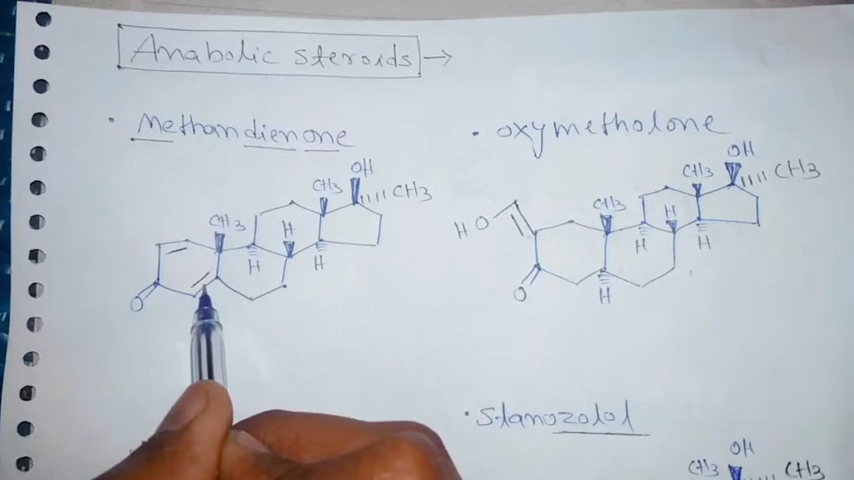 Anabolic steroids →
• Methandienone
• oxymetholone
OH
CH3
CH3
CH3
H
H
H
O
OH
CH3
CH3
CH3
HO
H
H
H
H
O
• Stanozolol
OH
CH3
CH3